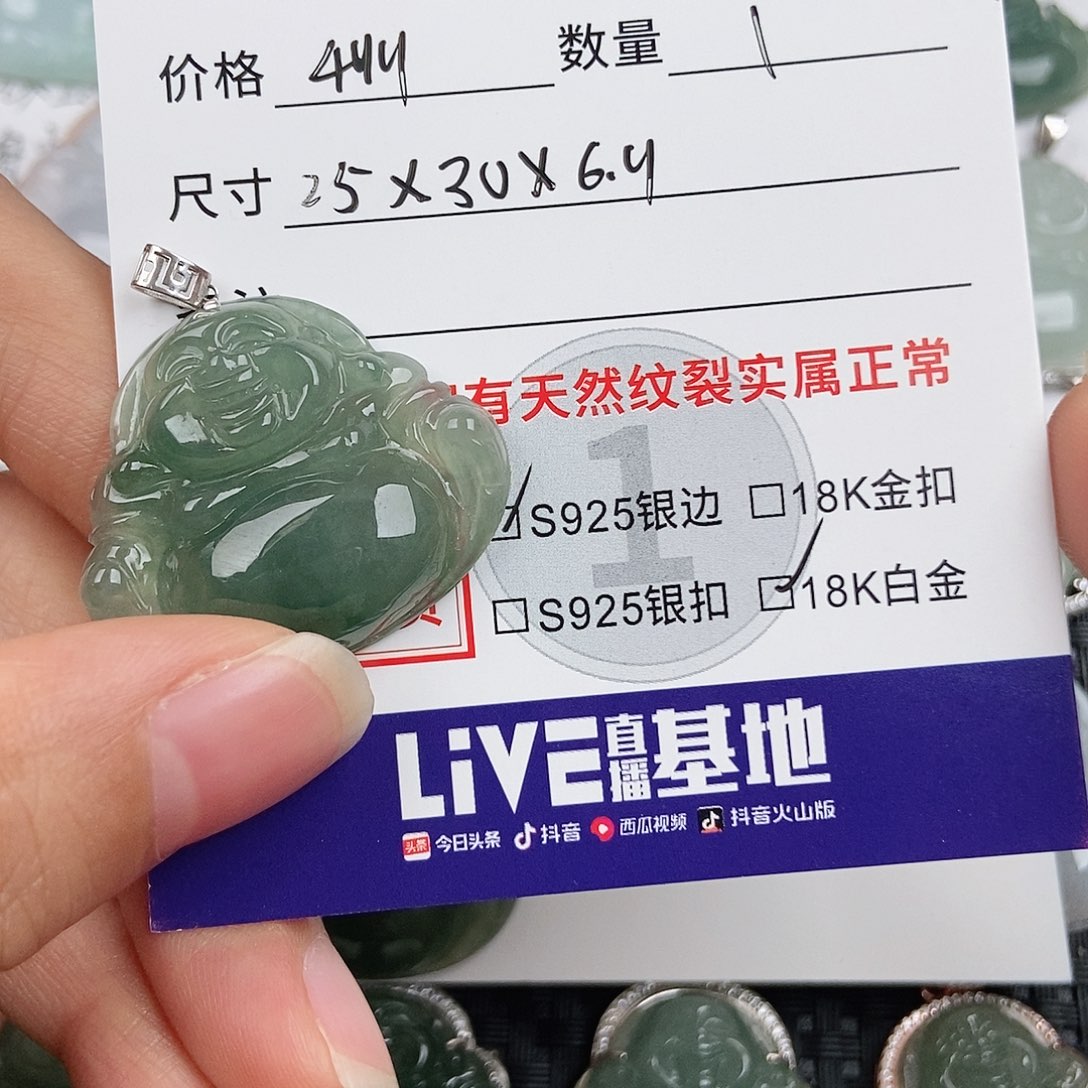 价格 444 数量 1
尺寸 25×30×6.4
有天然纹裂实属正常
1
S925银边 18K金扣
S925银扣 18K白金
LiVE直播基地
头条 今日头条 抖音 西瓜视频 抖音火山版